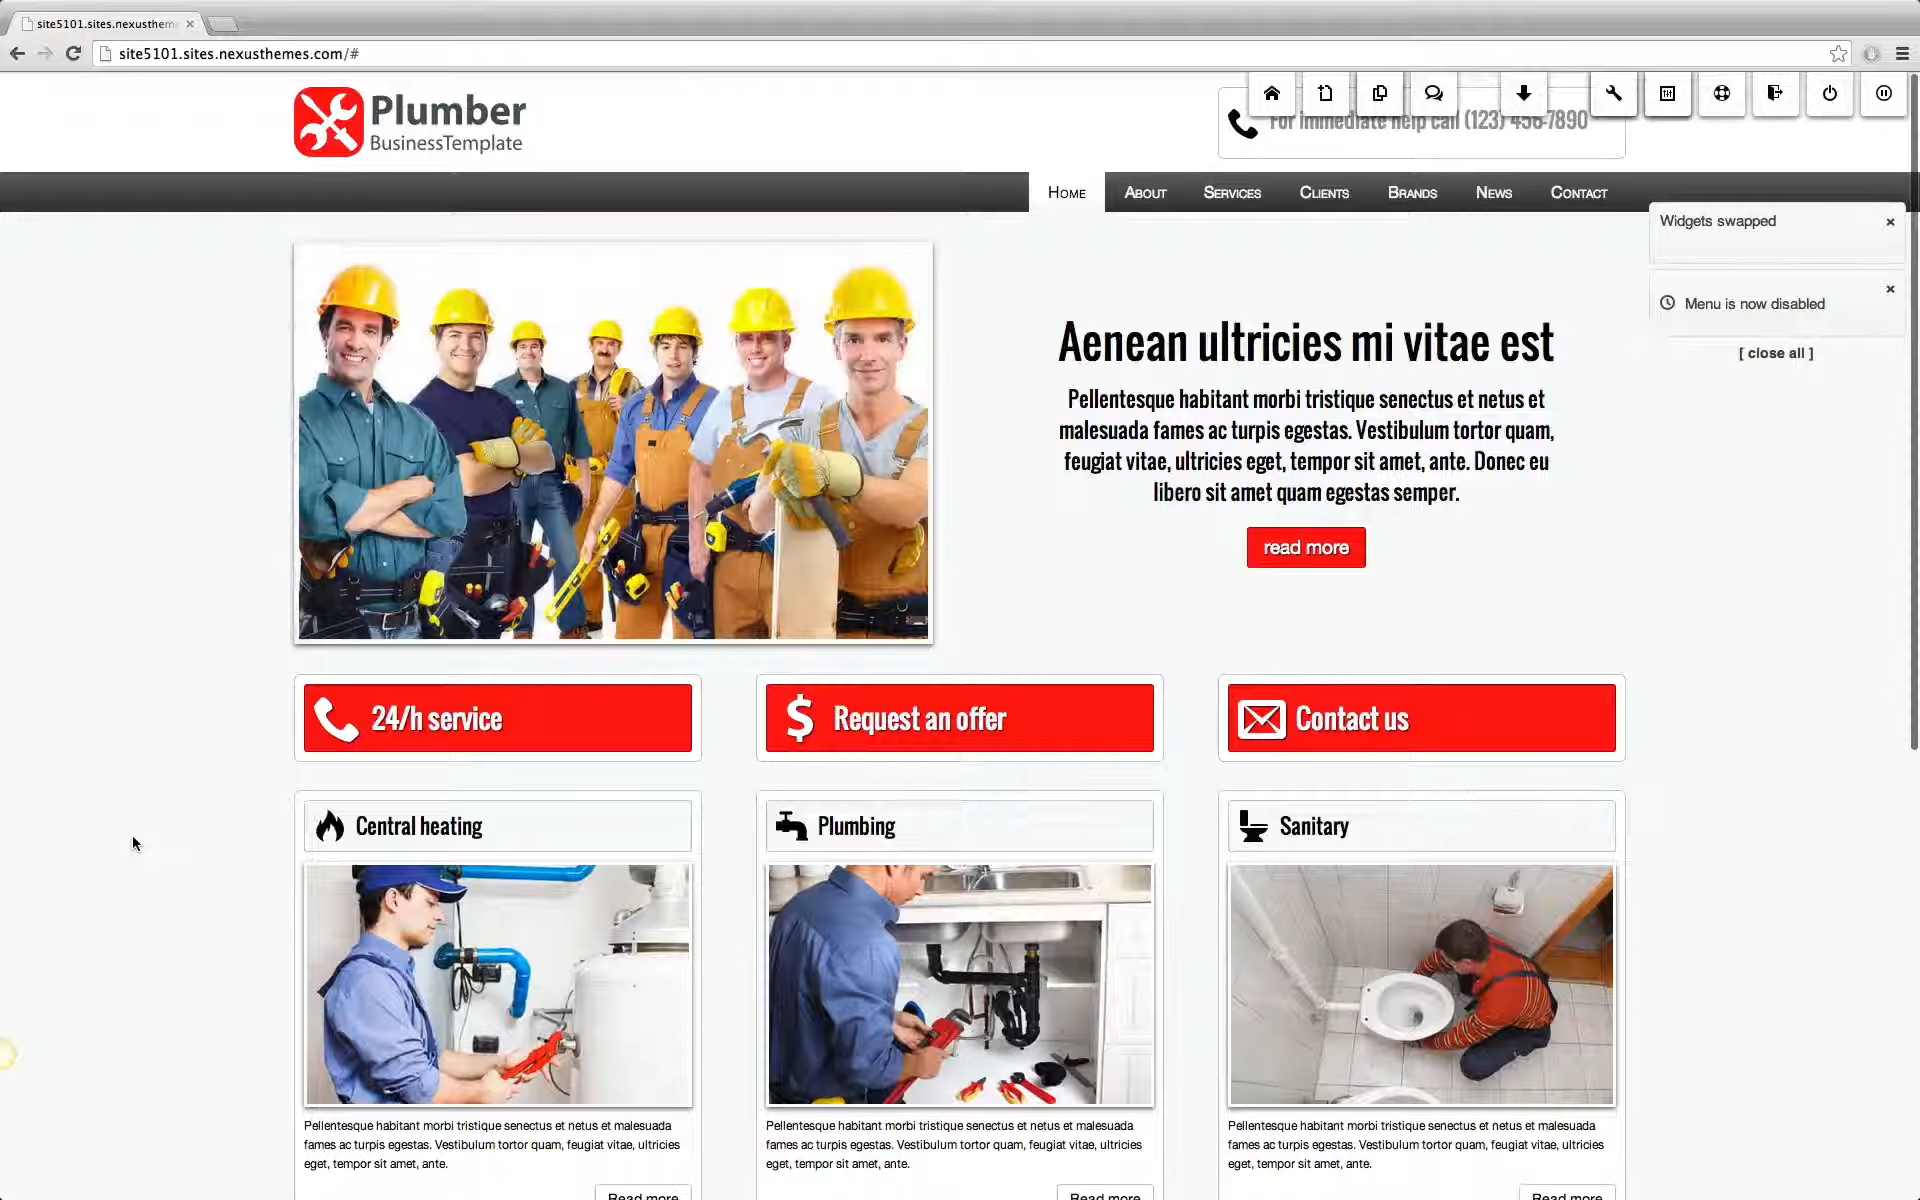 site5101.sites.nexusthem
site5101.sites.nexusthemes.com/#
Plumber
BusinessTemplate
For immediate help call (123) 456-7890
Home About Services Clients Brands News Contact
Widgets swapped
Menu is now disabled
[ close all ]
Aenean ultricies mi vitae est
Pellentesque habitant morbi tristique senectus et netus et
malesuada fames ac turpis egestas. Vestibulum tortor quam,
feugiat vitae, ultricies eget, tempor sit amet, ante. Donec eu
libero sit amet quam egestas semper.
read more
24/h service
Request an offer
Contact us
Central heating
Plumbing
Sanitary
Pellentesque habitant morbi tristique senectus et netus et malesuada
fames ac turpis egestas. Vestibulum tortor quam, feugiat vitae, ultricies
eget, tempor sit amet, ante.
Read more
Pellentesque habitant morbi tristique senectus et netus et malesuada
fames ac turpis egestas. Vestibulum tortor quam, feugiat vitae, ultricies
eget, tempor sit amet, ante.
Read more
Pellentesque habitant morbi tristique senectus et netus et malesuada
fames ac turpis egestas. Vestibulum tortor quam, feugiat vitae, ultricies
eget, tempor sit amet, ante.
Read more